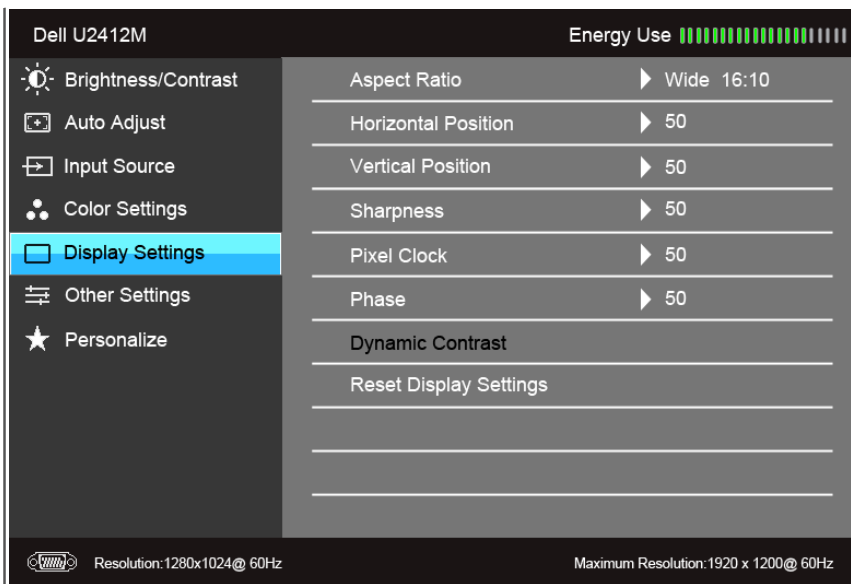 Dell U2412M Energy Use
Brightness/Contrast Aspect Ratio Wide 16:10
Auto Adjust Horizontal Position 50
Input Source Vertical Position 50
Color Settings Sharpness 50
Display Settings Pixel Clock 50
Other Settings Phase 50
Personalize Dynamic Contrast
Reset Display Settings
Resolution:1280x1024@ 60Hz Maximum Resolution:1920 x 1200@ 60Hz